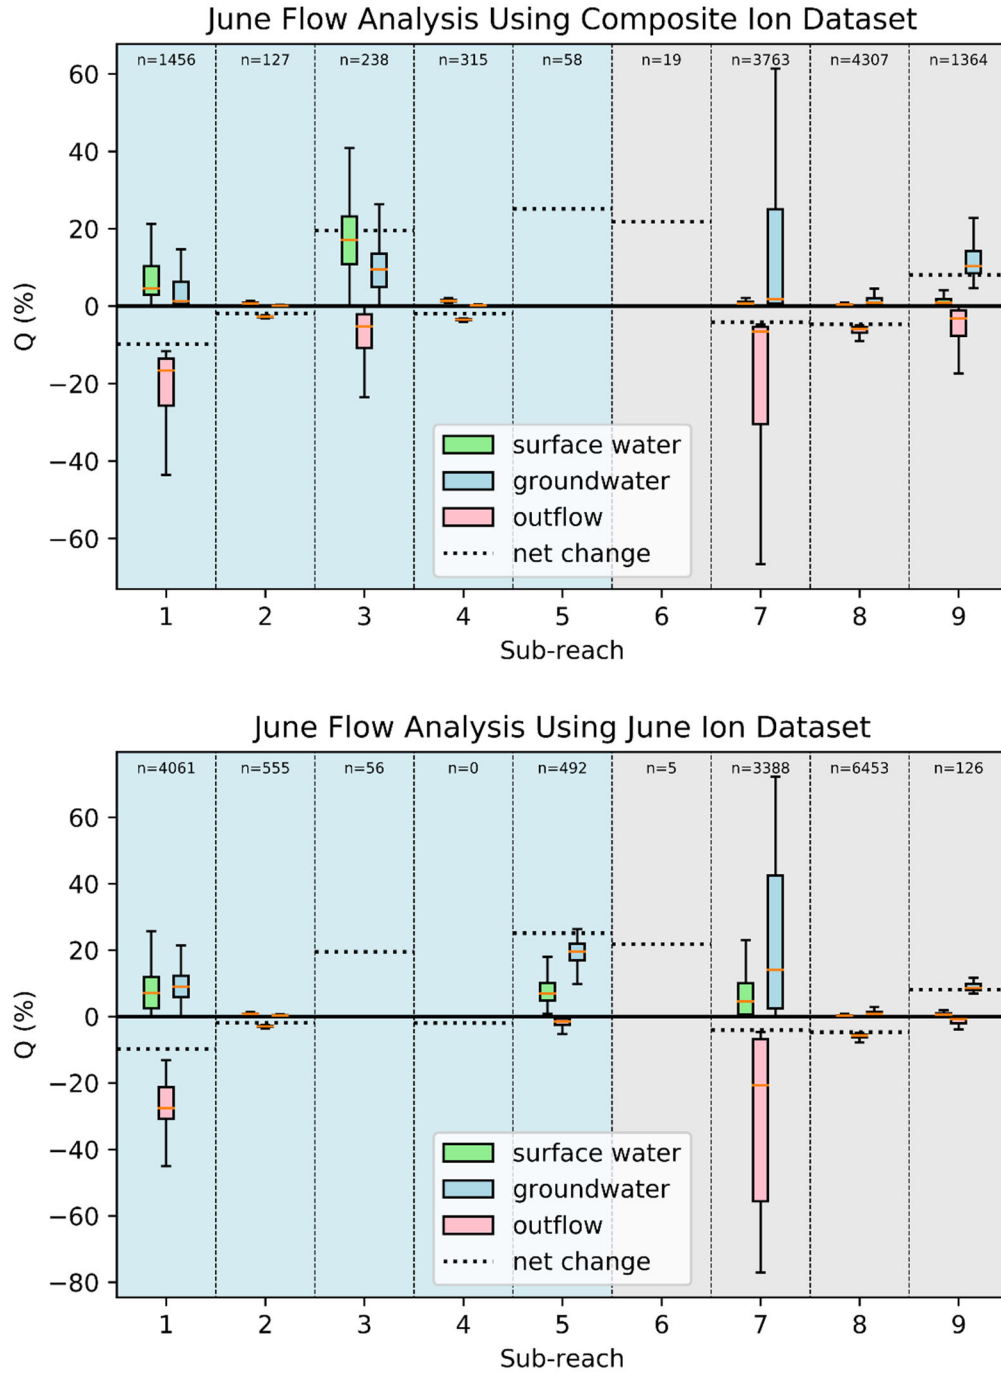 June Flow Analysis Using Composite Ion Dataset
n=1456 n=127 n=238 n=315 n=58 n=19 n=3763 n=4307 n=1364
60
40
20
0
−20
−40
−60
Q (%)
surface water
groundwater
outflow
net change
1 2 3 4 5 6 7 8 9
Sub-reach
June Flow Analysis Using June Ion Dataset
n=4061 n=555 n=56 n=0 n=492 n=5 n=3388 n=6453 n=126
60
40
20
0
−20
−40
−60
−80
Q (%)
surface water
groundwater
outflow
net change
1 2 3 4 5 6 7 8 9
Sub-reach